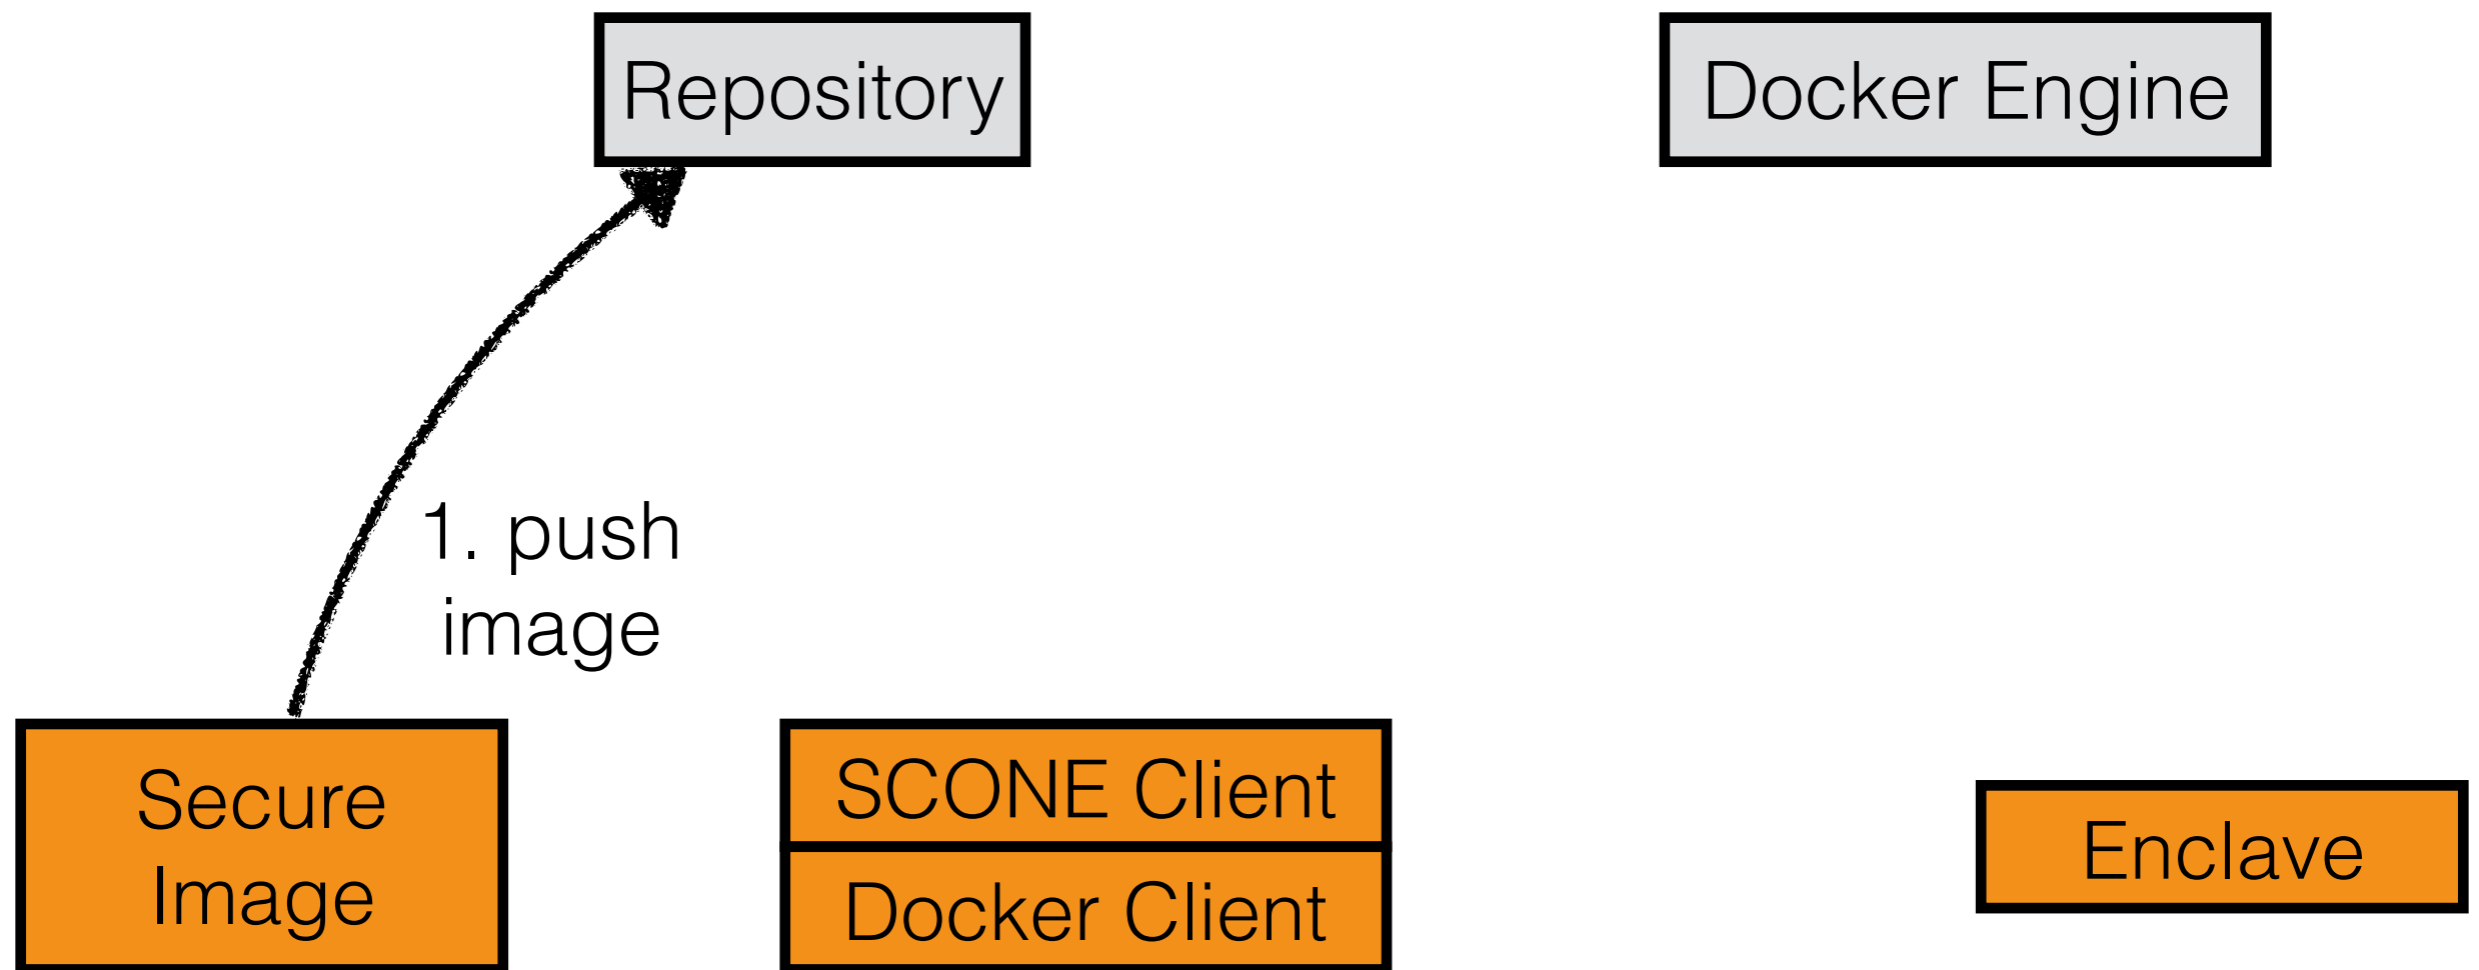 Repository
Docker Engine
1. push
image
Secure
Image
SCONE Client
Docker Client
Enclave